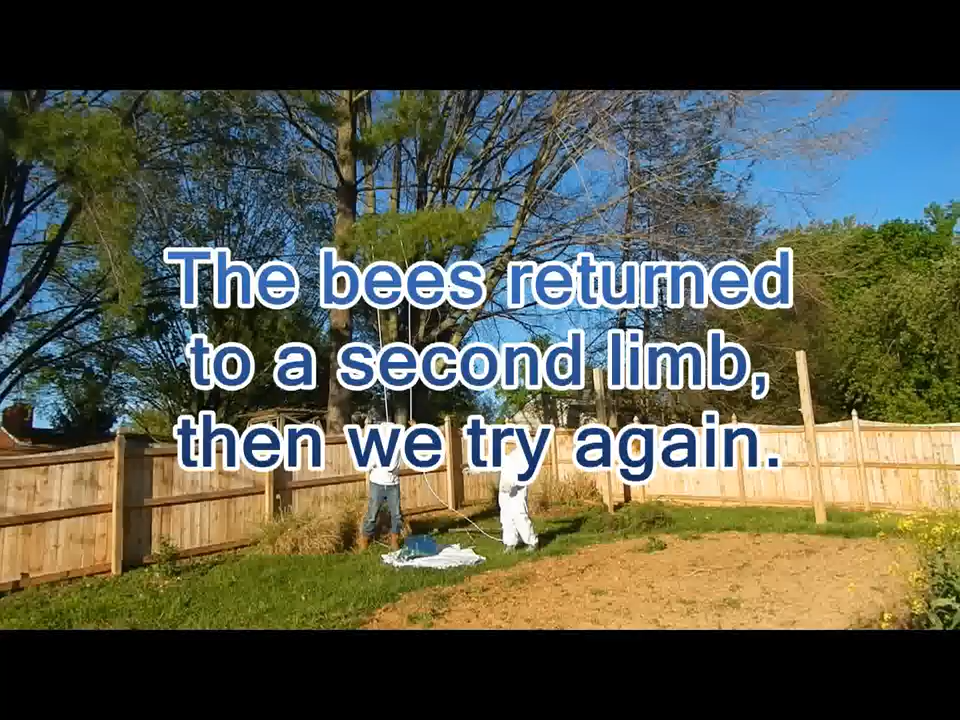 The bees returned
to a second limb,
then we try again.